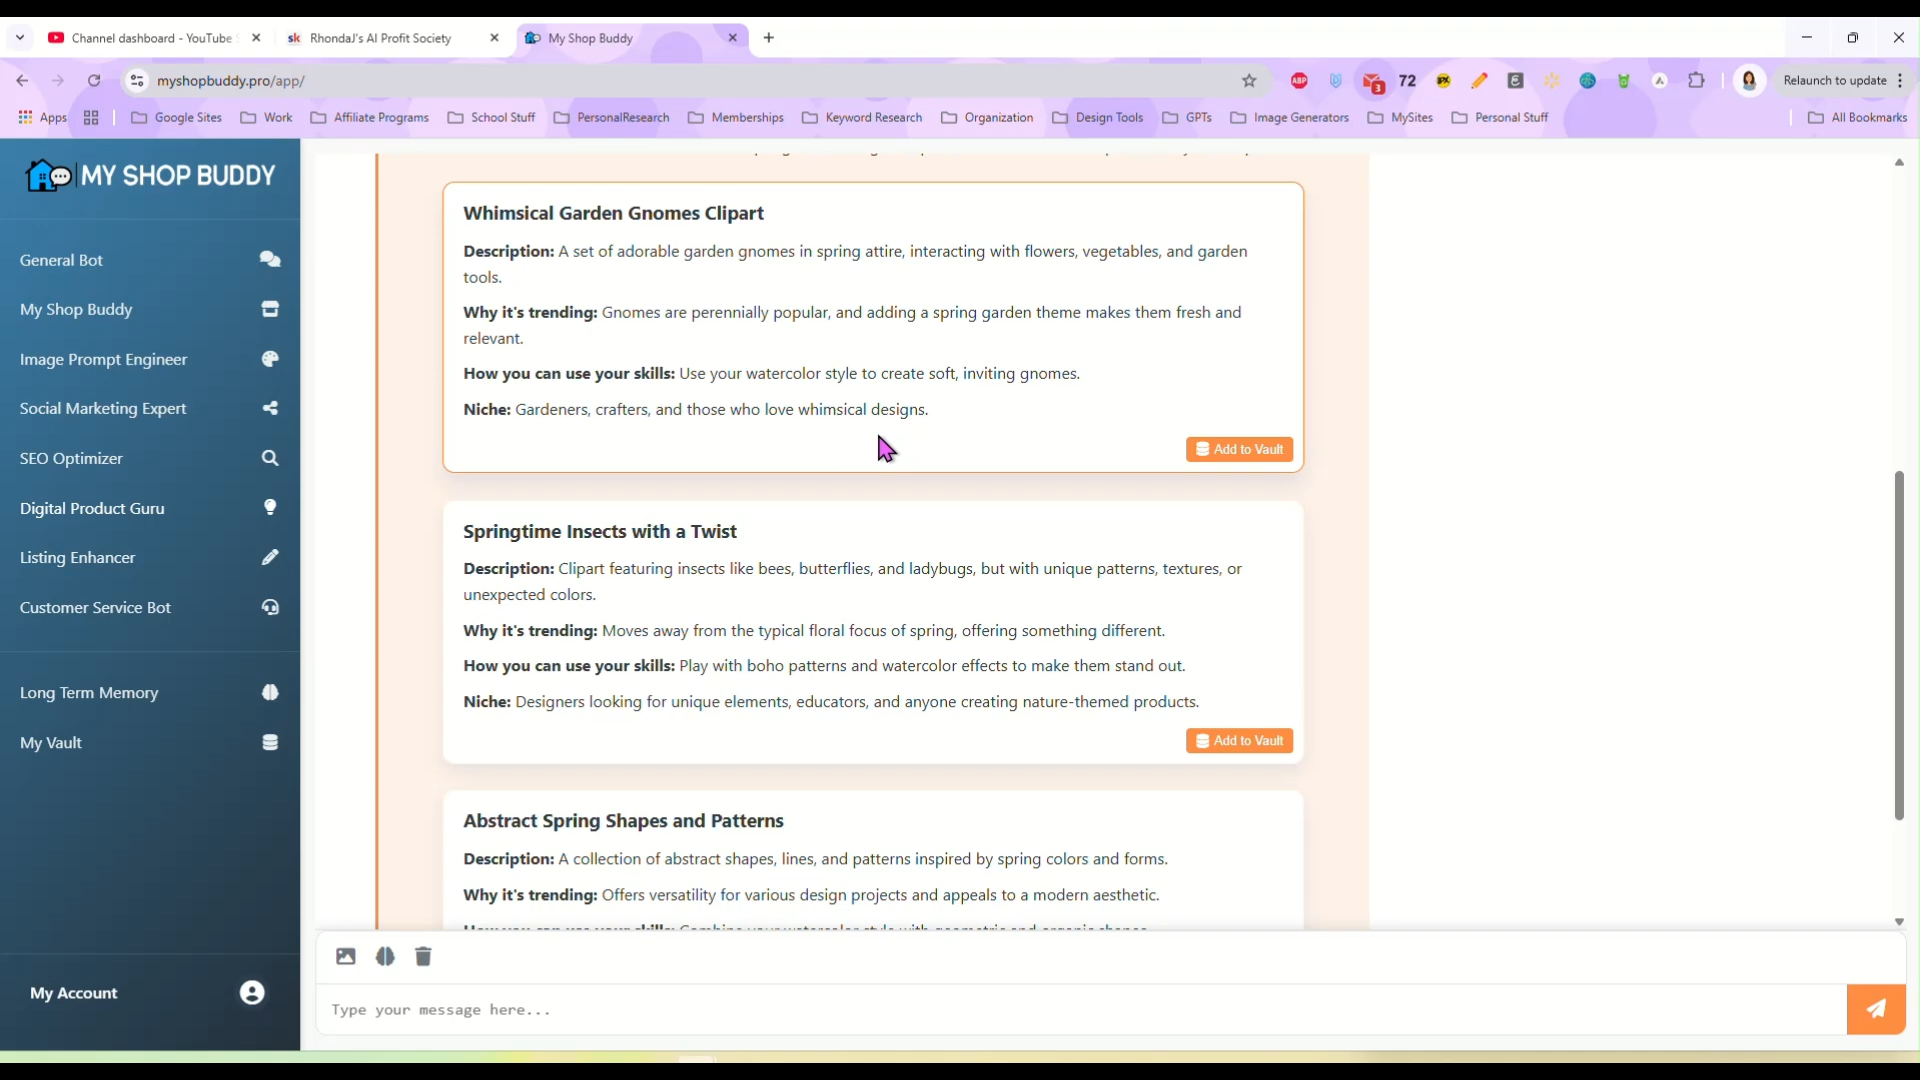 Channel dashboard - YouTube
sk RhondaJ's AI Profit Society
My Shop Buddy
myshopbuddy.pro/app/
ABP
3
72
Relaunch to update
Apps
Google Sites
Work
Affiliate Programs
School Stuff
PersonalResearch
Memberships
Keyword Research
Organization
Design Tools
GPTs
Image Generators
MySites
Personal Stuff
All Bookmarks
MY SHOP BUDDY
General Bot
My Shop Buddy
Image Prompt Engineer
Social Marketing Expert
SEO Optimizer
Digital Product Guru
Listing Enhancer
Customer Service Bot
Long Term Memory
My Vault
My Account
Whimsical Garden Gnomes Clipart
Description: A set of adorable garden gnomes in spring attire, interacting with flowers, vegetables, and garden
tools.
Why it's trending: Gnomes are perennially popular, and adding a spring garden theme makes them fresh and
relevant.
How you can use your skills: Use your watercolor style to create soft, inviting gnomes.
Niche: Gardeners, crafters, and those who love whimsical designs.
Add to Vault
Springtime Insects with a Twist
Description: Clipart featuring insects like bees, butterflies, and ladybugs, but with unique patterns, textures, or
unexpected colors.
Why it's trending: Moves away from the typical floral focus of spring, offering something different.
How you can use your skills: Play with boho patterns and watercolor effects to make them stand out.
Niche: Designers looking for unique elements, educators, and anyone creating nature-themed products.
Add to Vault
Abstract Spring Shapes and Patterns
Description: A collection of abstract shapes, lines, and patterns inspired by spring colors and forms.
Why it's trending: Offers versatility for various design projects and appeals to a modern aesthetic.
Type your message here...